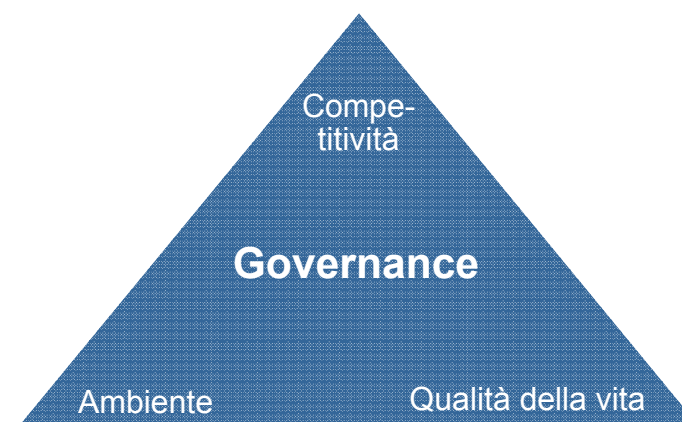 Compe-
titività
Governance
Ambiente
Qualità della vita